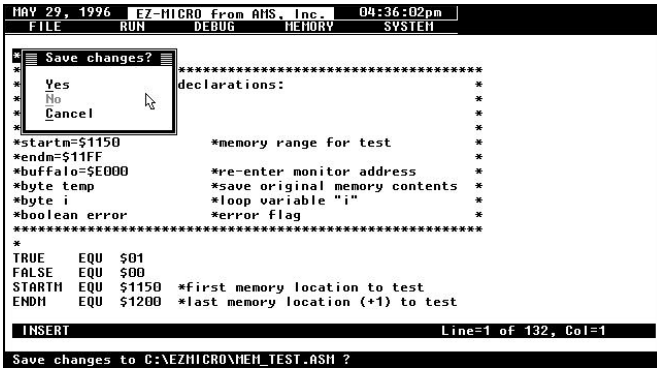 MAY 29, 1996 EZ-MICRO from AMS, Inc. 04:36:02pm
FILE RUN DEBUG MEMORY SYSTEM
*
Save changes?
Yes
No
Cancel
* *****************************************
* declarations: *
* *
* *
* *
*startm=$1150 *memory range for test *
*endm=$11FF *
*buffalo=$E000 *re-enter monitor address *
*byte temp *save original memory contents *
*byte i *loop variable "i" *
*boolean error *error flag *
*********************************************************
*
TRUE EQU $01
FALSE EQU $00
STARTM EQU $1150 *first memory location to test
ENDM EQU $1200 *last memory location (+1) to test
INSERT Line=1 of 132, Col=1
Save changes to C:\EZMICRO\MEM_TEST.ASM ?